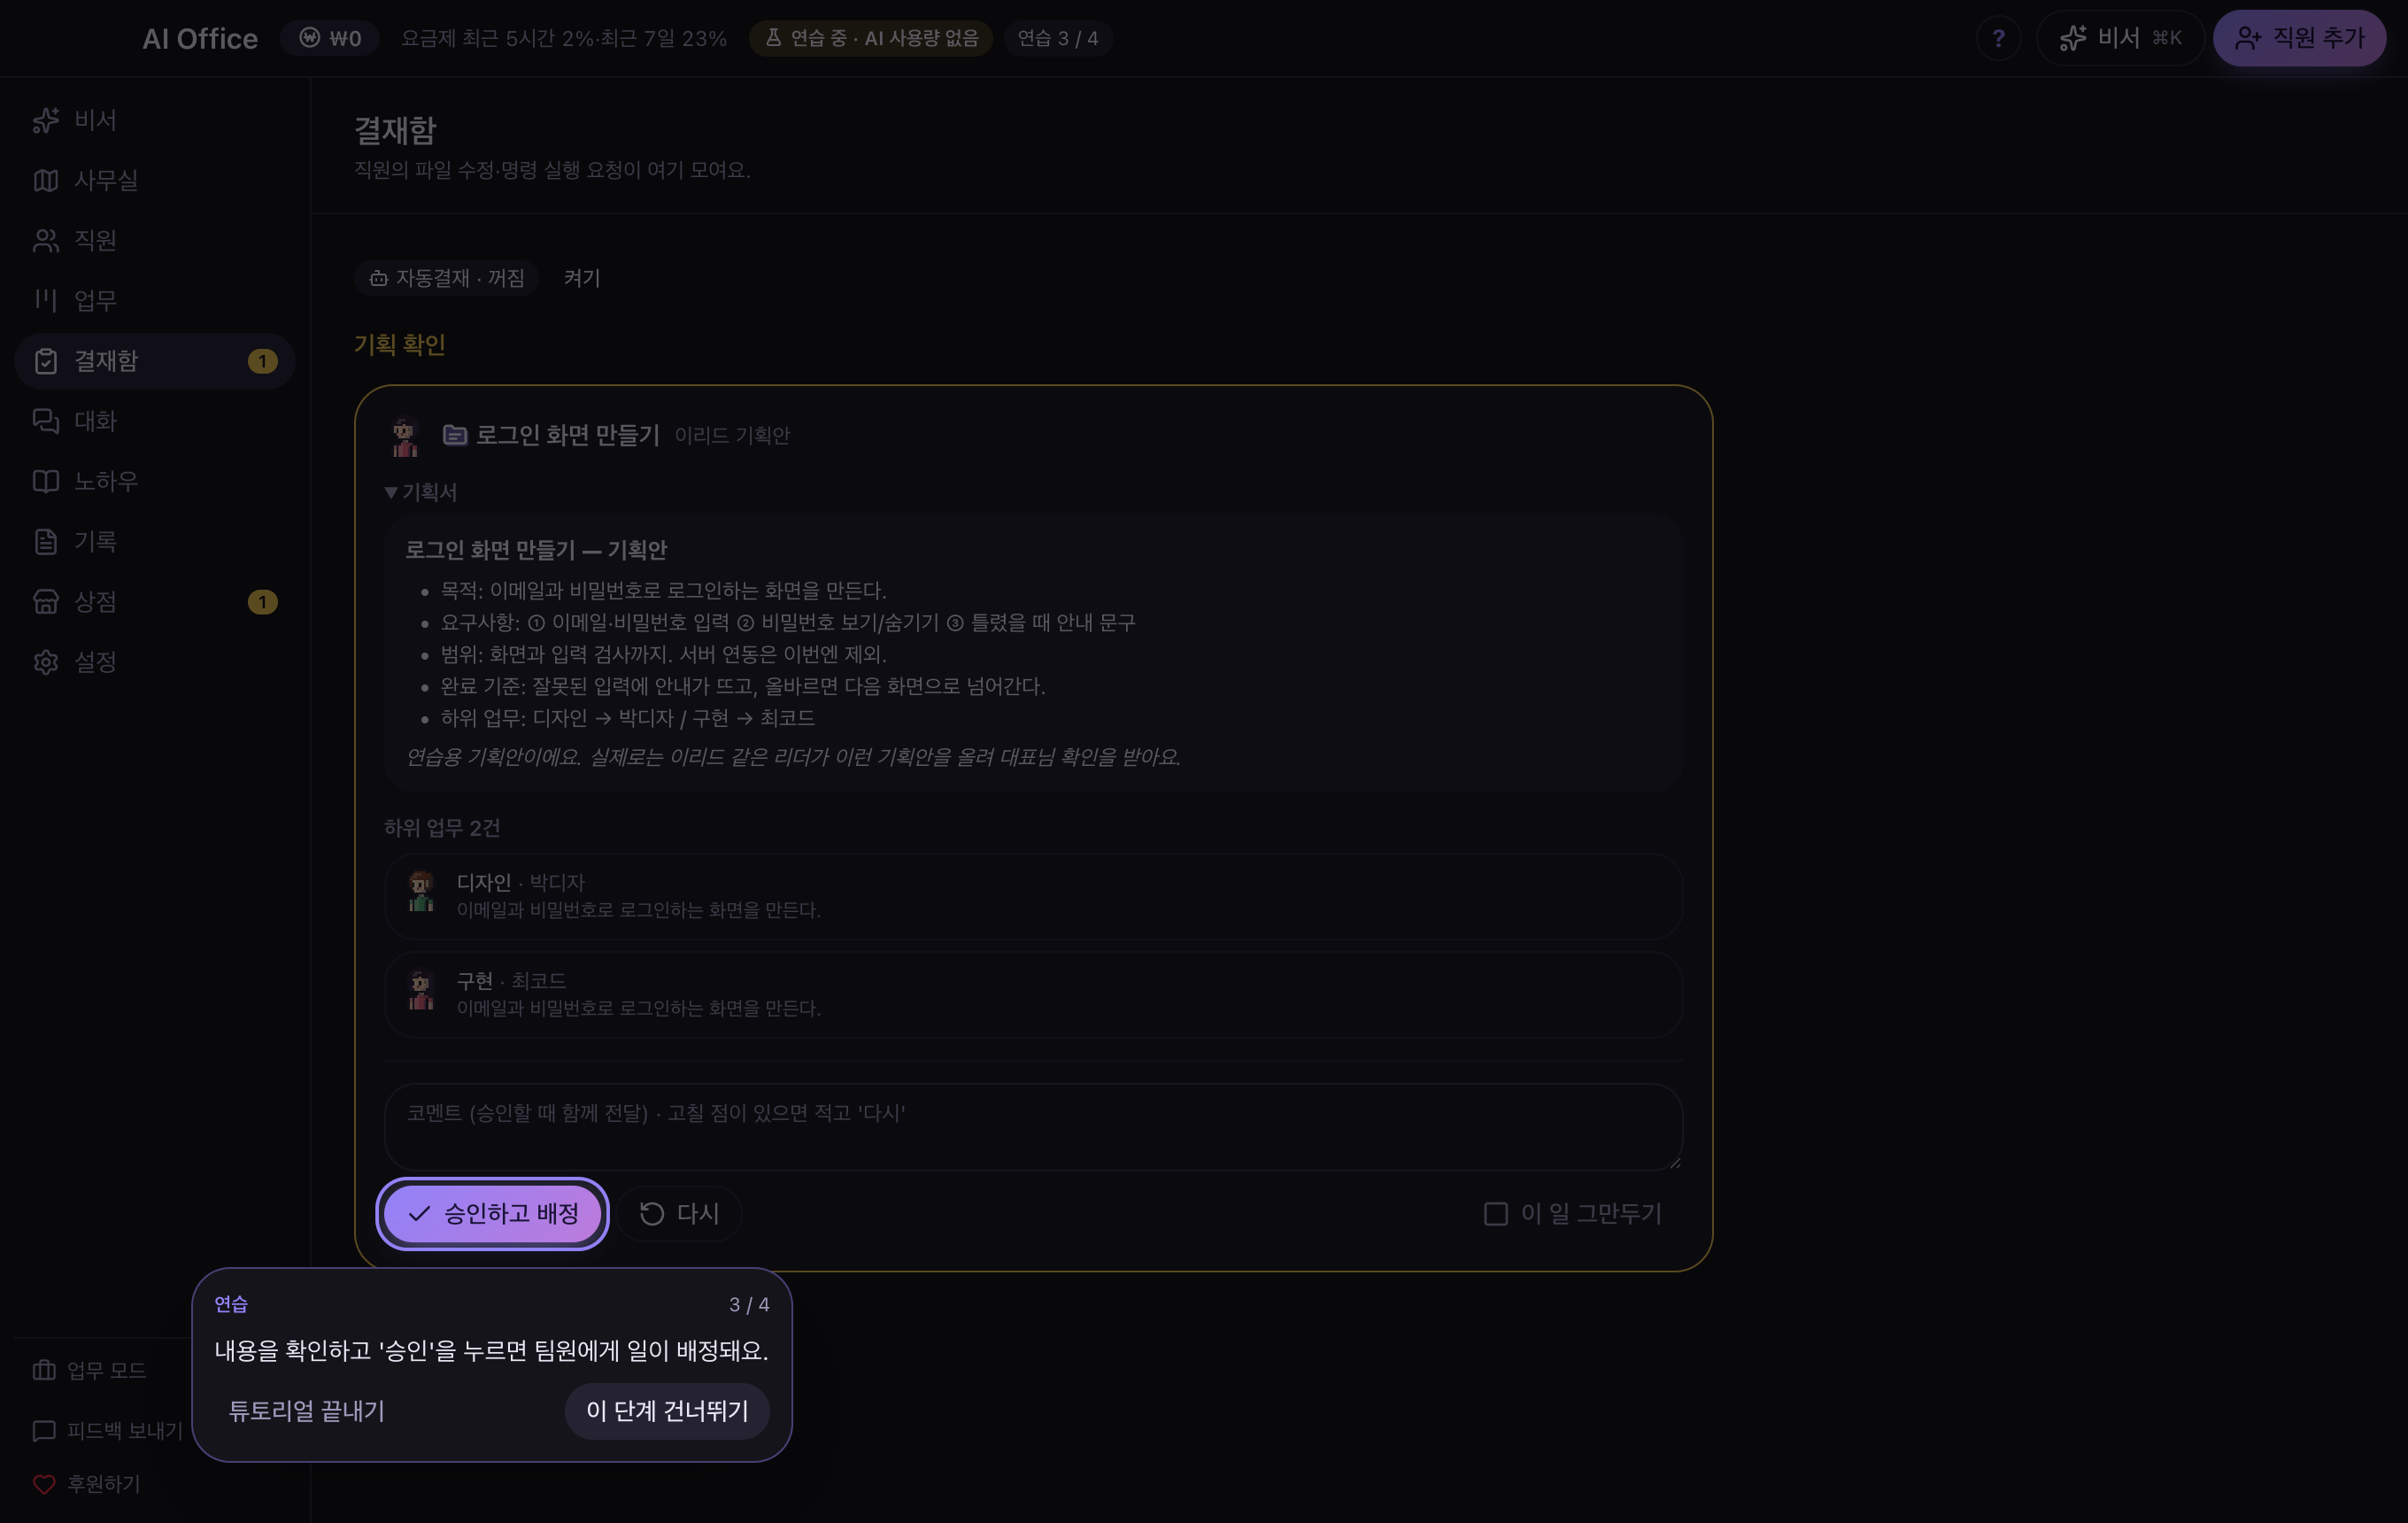 AI Office
₩0
요금제 최근 5시간 2%·최근 7일 23%
연습 중 · AI 사용량 없음
연습 3 / 4
?
비서 ⌘K
직원 추가
비서
사무실
직원
업무
결재함 1
대화
노하우
기록
상점 1
설정
업무 모드
피드백 보내기
후원하기
결재함
직원의 파일 수정·명령 실행 요청이 여기 모여요.
자동결재 · 꺼짐
켜기
기획 확인
로그인 화면 만들기 이리드 기획안
▼ 기획서
로그인 화면 만들기 — 기획안
• 목적: 이메일과 비밀번호로 로그인하는 화면을 만든다.
• 요구사항: ① 이메일·비밀번호 입력 ② 비밀번호 보기/숨기기 ③ 틀렸을 때 안내 문구
• 범위: 화면과 입력 검사까지. 서버 연동은 이번엔 제외.
• 완료 기준: 잘못된 입력에 안내가 뜨고, 올바르면 다음 화면으로 넘어간다.
• 하위 업무: 디자인 → 박디자 / 구현 → 최코드
연습용 기획안이에요. 실제로는 이리드 같은 리더가 이런 기획안을 올려 대표님 확인을 받아요.
하위 업무 2건
디자인 · 박디자
이메일과 비밀번호로 로그인하는 화면을 만든다.
구현 · 최코드
이메일과 비밀번호로 로그인하는 화면을 만든다.
코멘트 (승인할 때 함께 전달) · 고칠 점이 있으면 적고 '다시'
승인하고 배정
다시
이 일 그만두기
연습 3 / 4
내용을 확인하고 '승인'을 누르면 팀원에게 일이 배정돼요.
튜토리얼 끝내기
이 단계 건너뛰기